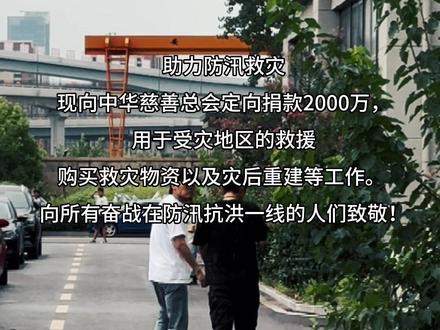 助力防汛救灾
现向中华慈善总会定向捐款2000万，
用于受灾地区的救援
购买救灾物资以及灾后重建等工作。
向所有奋战在防汛抗洪一线的人们致敬！